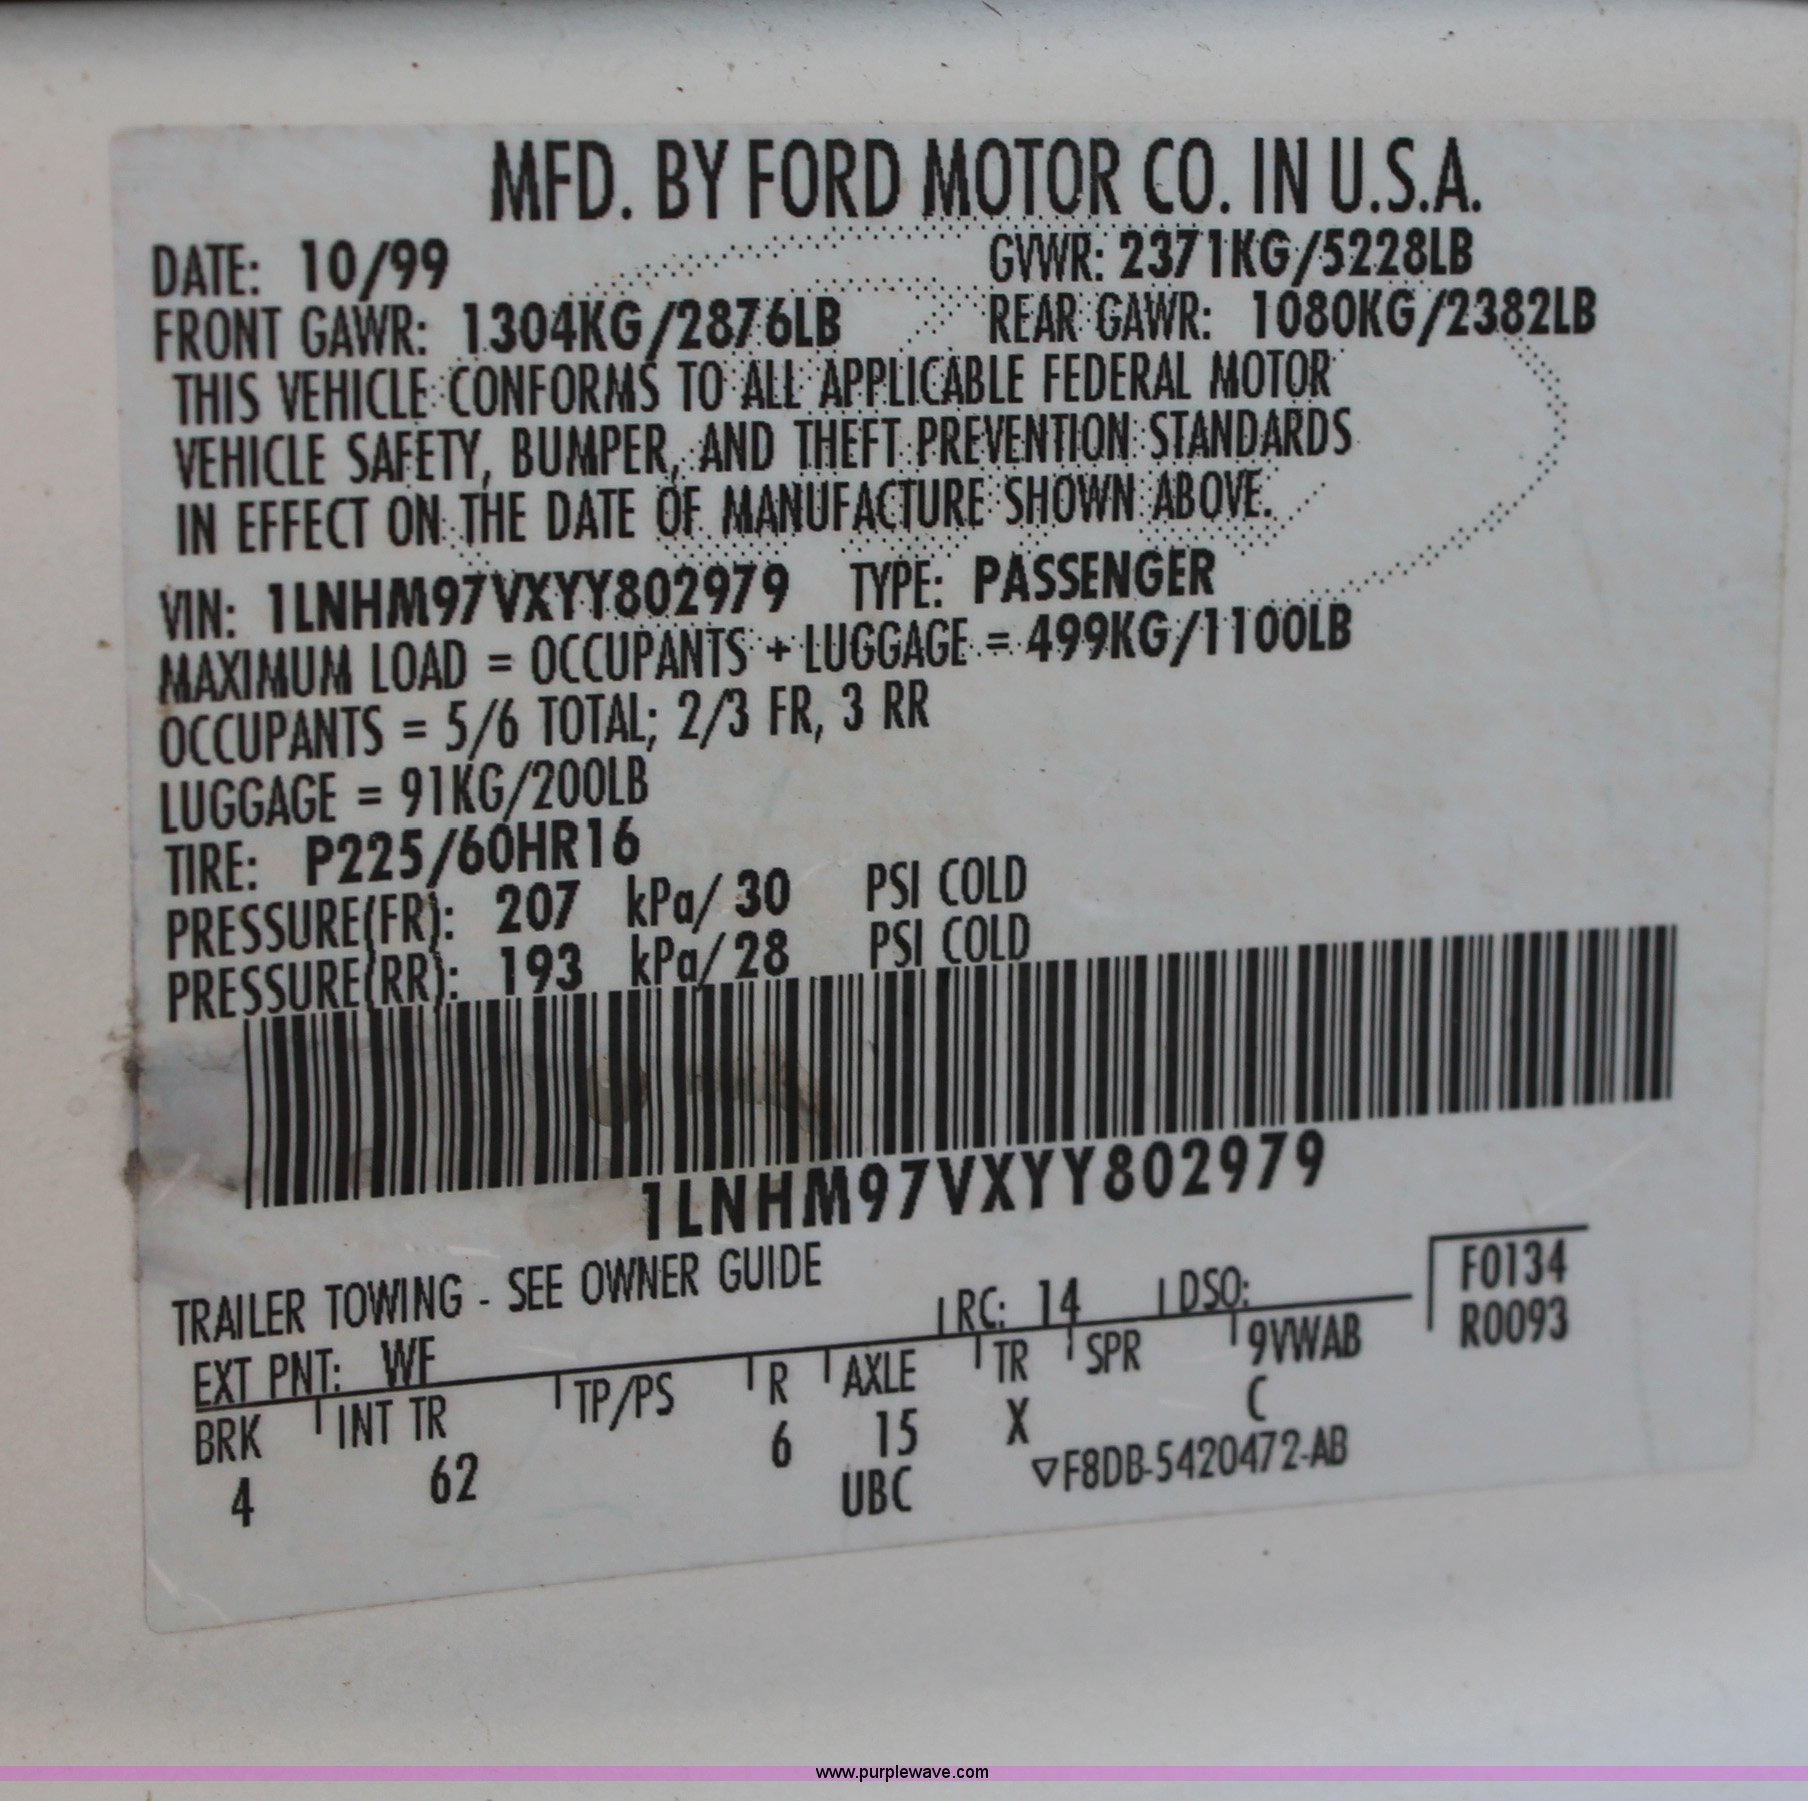 MFD. BY FORD MOTOR CO. IN U.S.A.
DATE: 10/99 GVWR: 2371KG/5228LB
FRONT GAWR: 1304KG/2876LB REAR GAWR: 1080KG/2382LB
THIS VEHICLE CONFORMS TO ALL APPLICABLE FEDERAL MOTOR
VEHICLE SAFETY, BUMPER, AND THEFT PREVENTION STANDARDS
IN EFFECT ON THE DATE OF MANUFACTURE SHOWN ABOVE.
VIN: 1LNHM97VXYY802979 TYPE: PASSENGER
MAXIMUM LOAD = OCCUPANTS + LUGGAGE = 499KG/1100LB
OCCUPANTS = 5/6 TOTAL; 2/3 FR, 3 RR
LUGGAGE = 91KG/200LB
TIRE: P225/60HR16
PRESSURE(FR): 207 kPa/ 30 PSI COLD
PRESSURE(RR): 193 kPa/ 28 PSI COLD
1LNHM97VXYY802979
TRAILER TOWING - SEE OWNER GUIDE
EXT PNT: WF RC: 14 DSO: F0134
R0093
BRK INT TR TP/PS R AXLE TR SPR 9VWAB
4 62 6 15 X C
UBC ▽F8DB-5420472-AB
www.purplewave.com